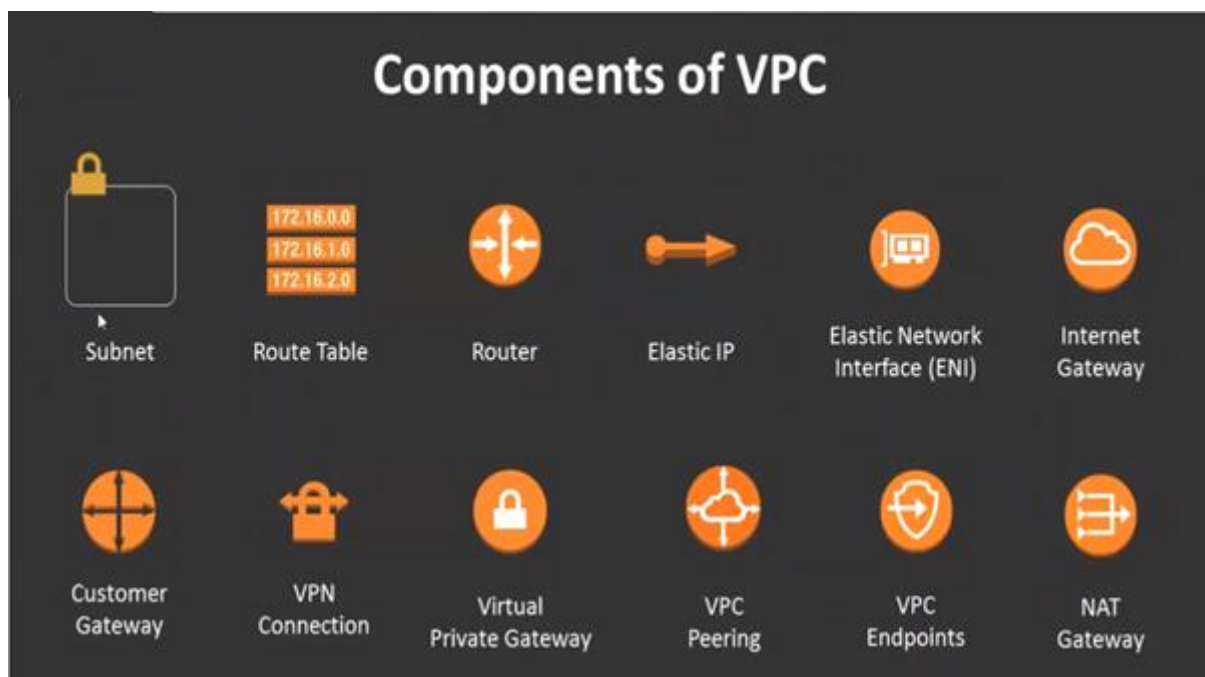 Components of VPC
172.16.0.0
172.16.1.0
172.16.2.0
Subnet
Route Table
Router
Elastic IP
Elastic Network
Interface (ENI)
Internet
Gateway
Customer
Gateway
VPN
Connection
Virtual
Private Gateway
VPC
Peering
VPC
Endpoints
NAT
Gateway